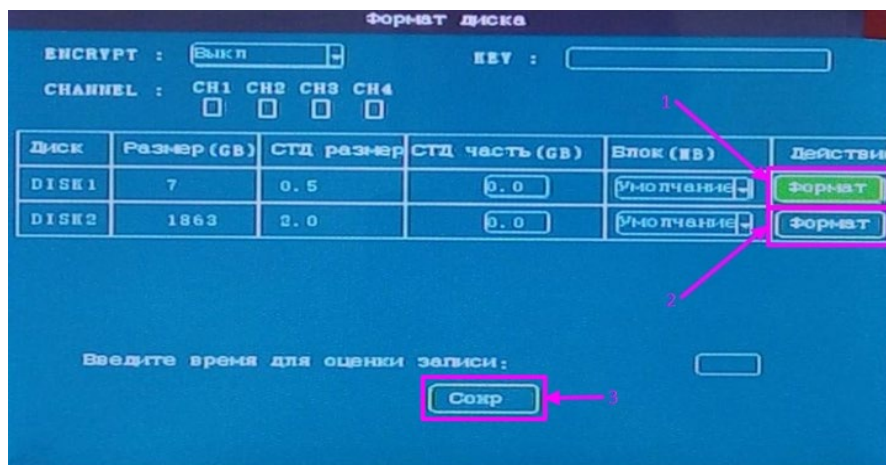 Формат диска
ENCRYPT : Выкл KEY :
CHANNEL : CH1 CH2 CH3 CH4
1
Диск Размер(GB) СТД размер СТД часть(GB) Блок(MB) Действи
DISK1 7 0.5 0.0 Умолчание Формат
DISK2 1863 2.0 0.0 Умолчание Формат
2
Введите время для оценки записи:
Сохр 3